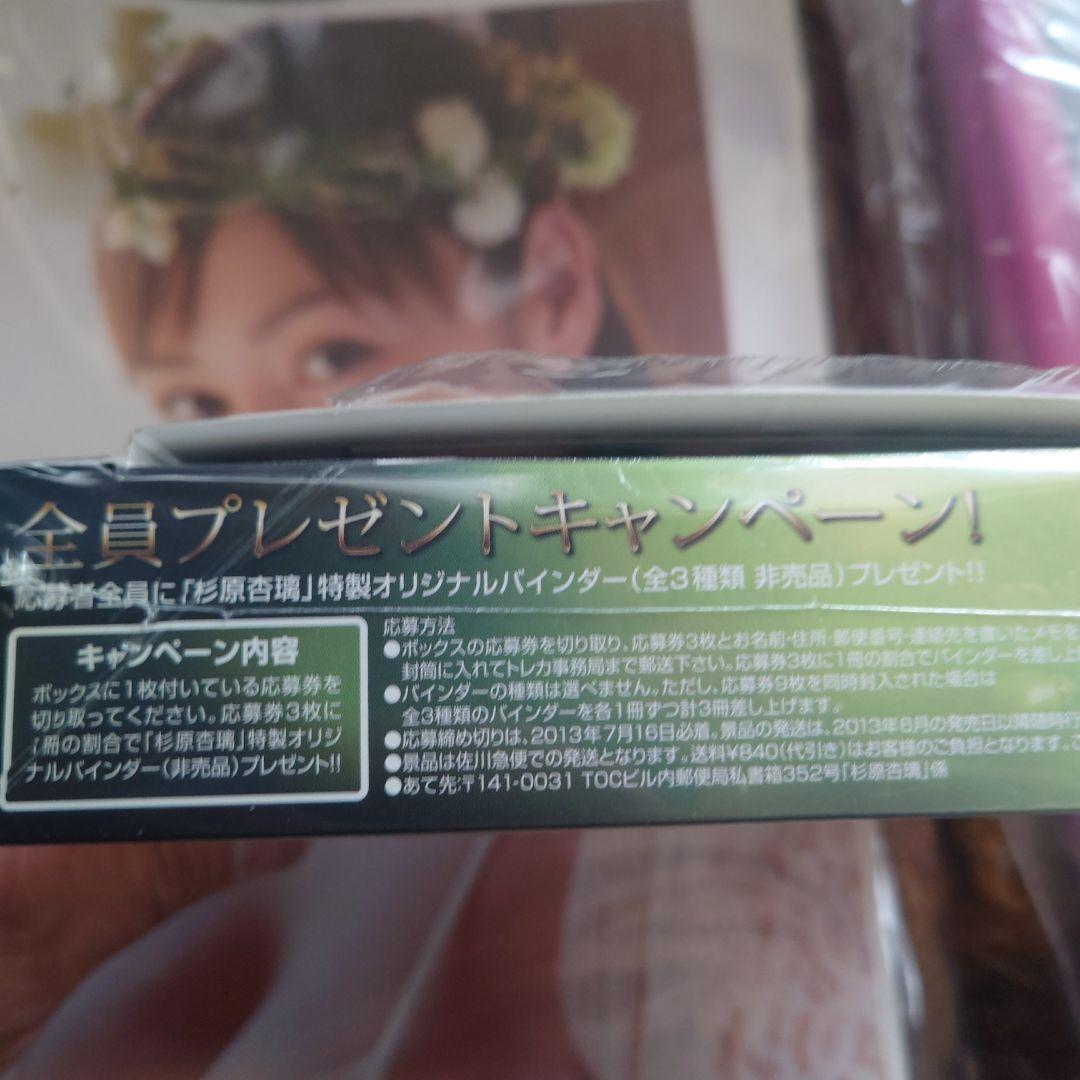 全員プレゼントキャンペーン!
応募者全員に「杉原杏璃」特製オリジナルバインダー(全3種類 非売品)プレゼント!!
キャンペーン内容
ボックスに1枚付いている応募券を
切り取ってください。応募券3枚に
1冊の割合で「杉原杏璃」特製オリジ
ナルバインダー(非売品)プレゼント!!
応募方法
●ボックスの応募券を切り取り、応募券3枚とお名前・住所・郵便番号・連絡先を書いたメモを
封筒に入れてトレカ事務局まで郵送下さい。応募券3枚に1冊の割合でバインダーを差し上
●バインダーの種類は選べません。ただし、応募券9枚を同時封入された場合は
全3種類のバインダーを各1冊ずつ計3冊差し上げます。
●応募締め切りは、2013年7月16日必着。景品の発送は、2013年6月の発売日以降随時行
●景品は佐川急便での発送となります。送料¥840(代引き)はお客様のご負担となります。こ
●あて先:〒141-0031 TOCビル内郵便局私書箱352号「杉原杏璃」係